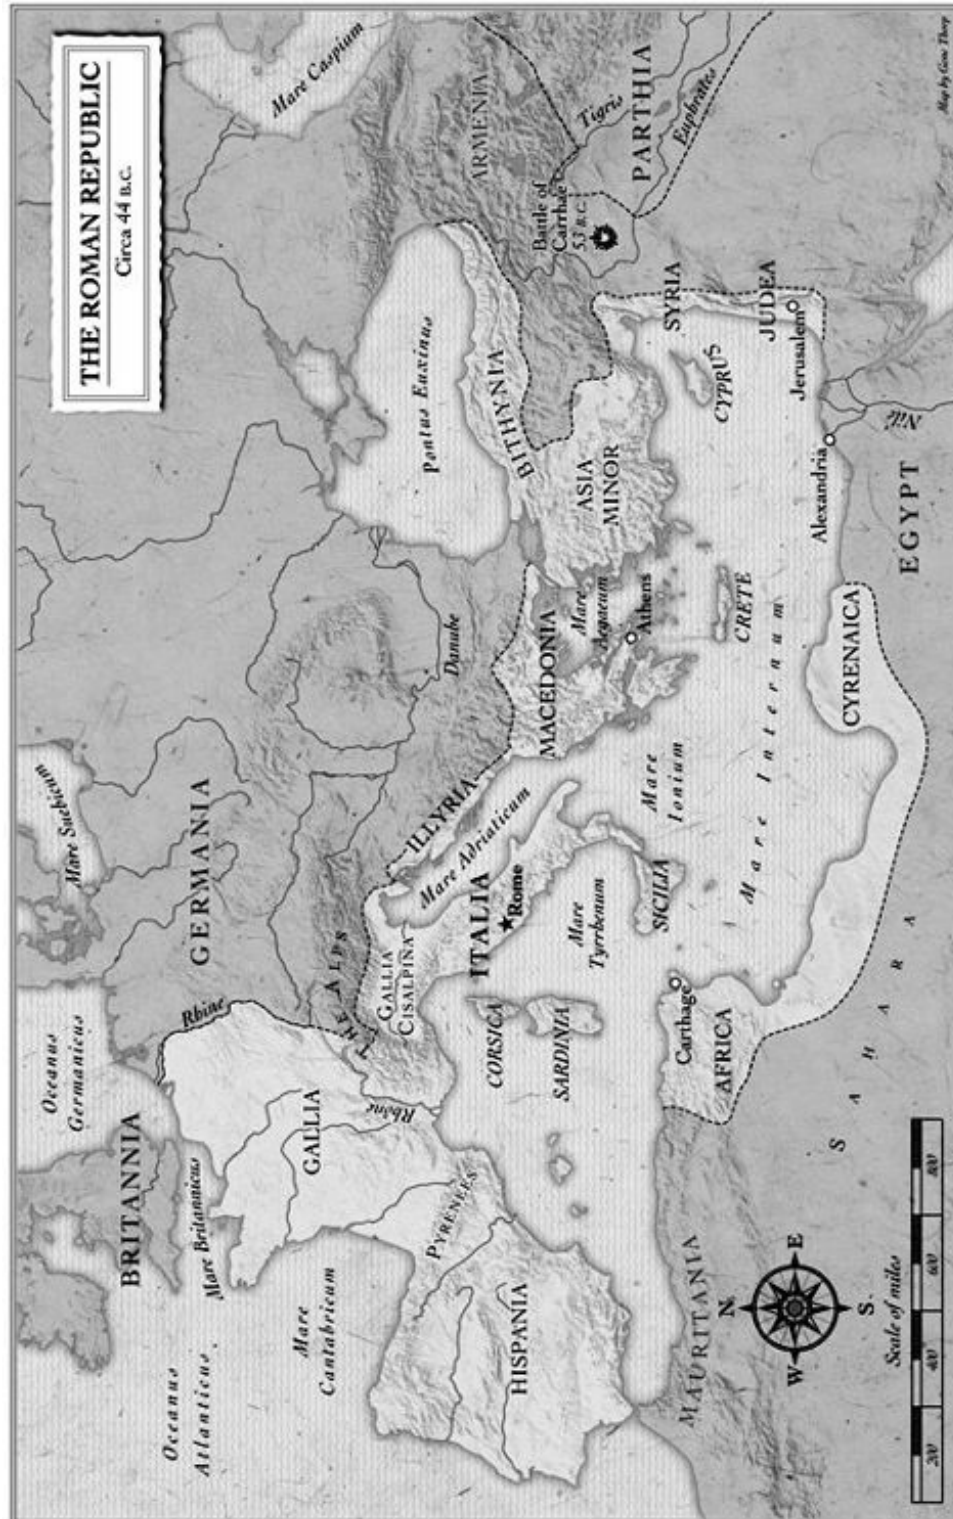 THE ROMAN REPUBLIC
Circa 44 B.C.
Oceanus
Germanicus
Mare Suebicum
BRITANNIA
GERMANIA
Mare Caspium
Oceanus
Atlanticus
Mare Britannicus
Rhine
Mare
Cantabricum
GALLIA
THE ALPS
Danube
Pontus Euxinus
ARMENIA
Rhône
GALLIA
CISALPINA
ILLYRIA
Mare Adriaticum
PYRENEES
ITALIA
Rome
MACEDONIA
BITHYNIA
Battle of
Carrhae
53 B.C.
Tigris
PARTHIA
Euphrates
HISPANIA
CORSICA
SARDINIA
Mare
Tyrrhenum
Mare
Aegaeum
Athens
ASIA
MINOR
SICILIA
Mare
Ionium
CRETE
CYPRUS
SYRIA
JUDEA
Jerusalem
MAURITANIA
Carthage
AFRICA
Mare Internum
CYRENAICA
Alexandria
Nile
EGYPT
SAHARA
N
W
E
S
Scale of miles
200
400
600
800
Map by Gene Thorp